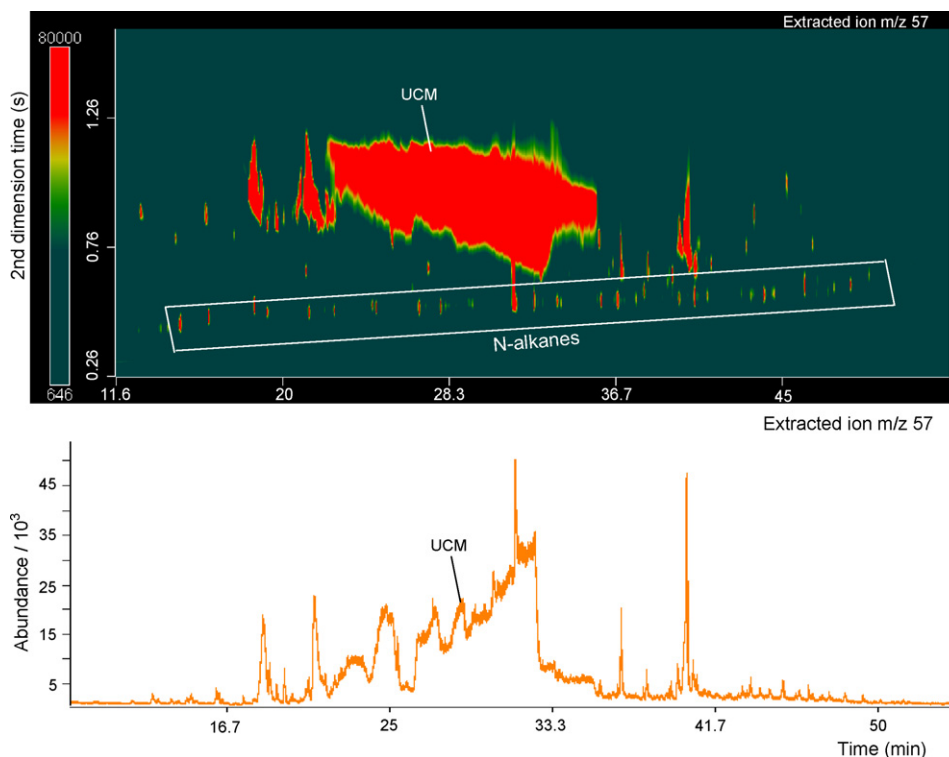 Extracted ion m/z 57
80000
UCM
2nd dimension time (s)
1.26
0.76
0.26
N-alkanes
646
11.6 20 28.3 36.7 45
Extracted ion m/z 57
45
35
25
15
5
Abundance / 10³
UCM
16.7 25 33.3 41.7 50
Time (min)